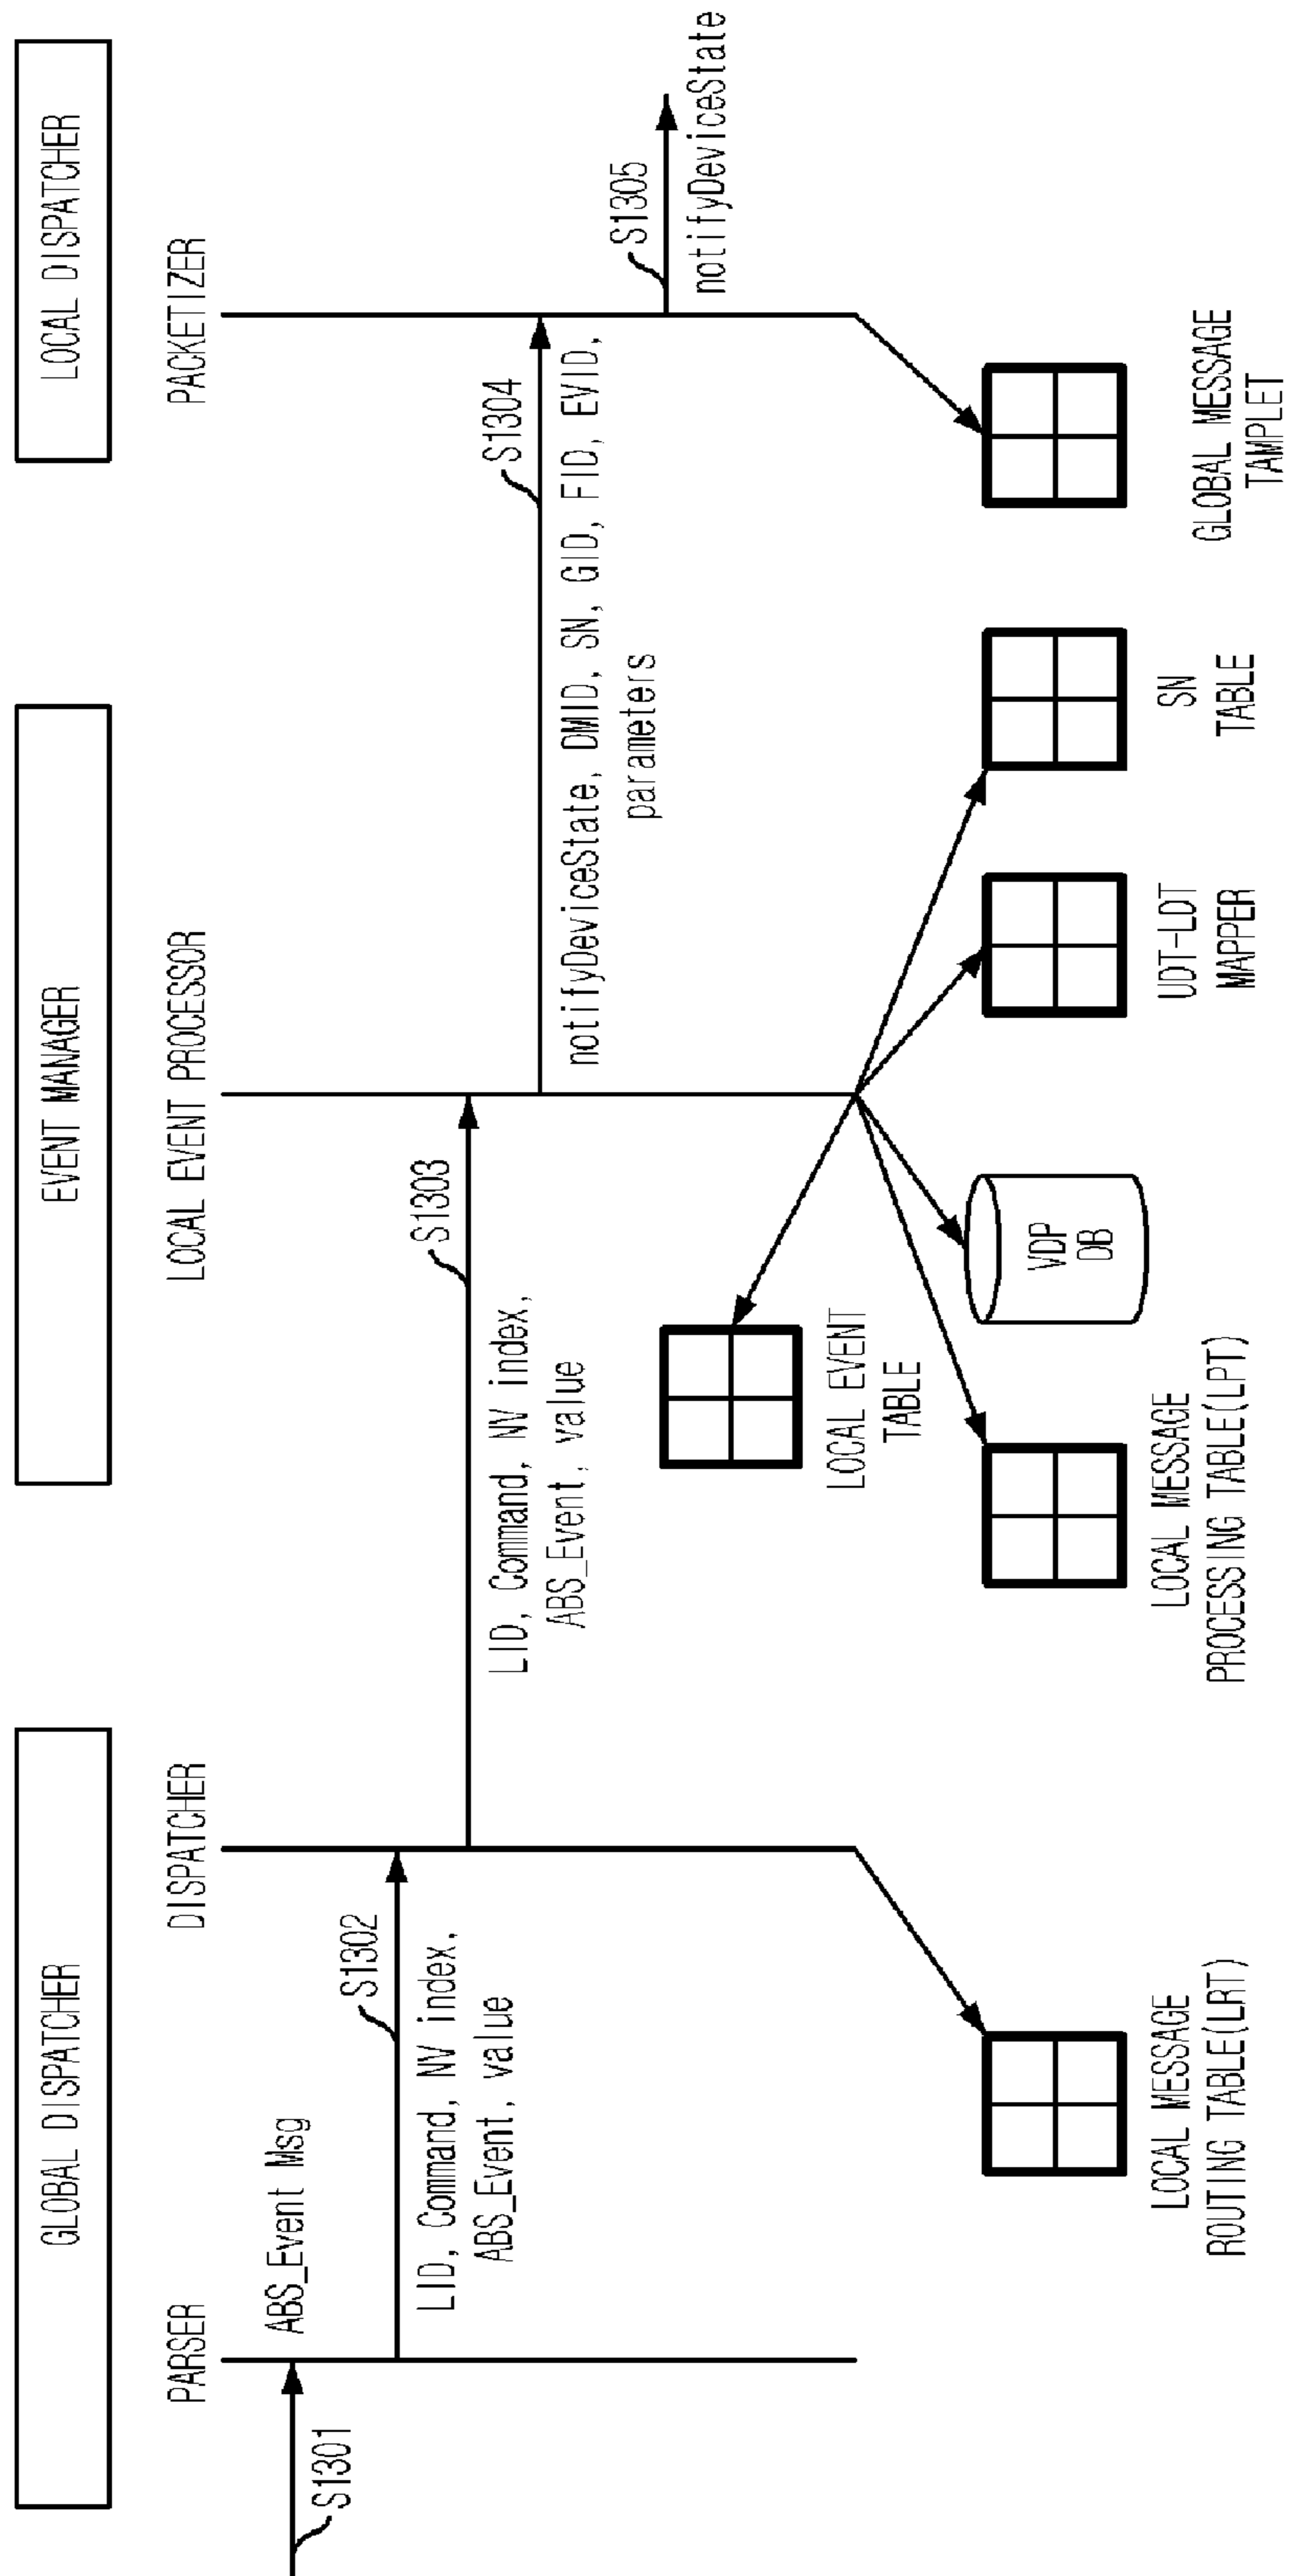 GLOBAL DISPATCHER
EVENT MANAGER
LOCAL DISPATCHER
PARSER
DISPATCHER
LOCAL EVENT PROCESSOR
PACKETIZER
S1301
ABS_Event Msg
S1302
LID, Command, NV index,
ABS_Event, value
S1303
LID, Command, NV index,
ABS_Event, value
S1304
notifyDeviceState, DMID, SN, GID, FID, EVID,
parameters
S1305
notifyDeviceState
LOCAL EVENT
TABLE
LOCAL MESSAGE
ROUTING TABLE(LRT)
LOCAL MESSAGE
PROCESSING TABLE(LPT)
VDP
DB
UDT-LDT
MAPPER
SN
TABLE
GLOBAL MESSAGE
TAMPLET